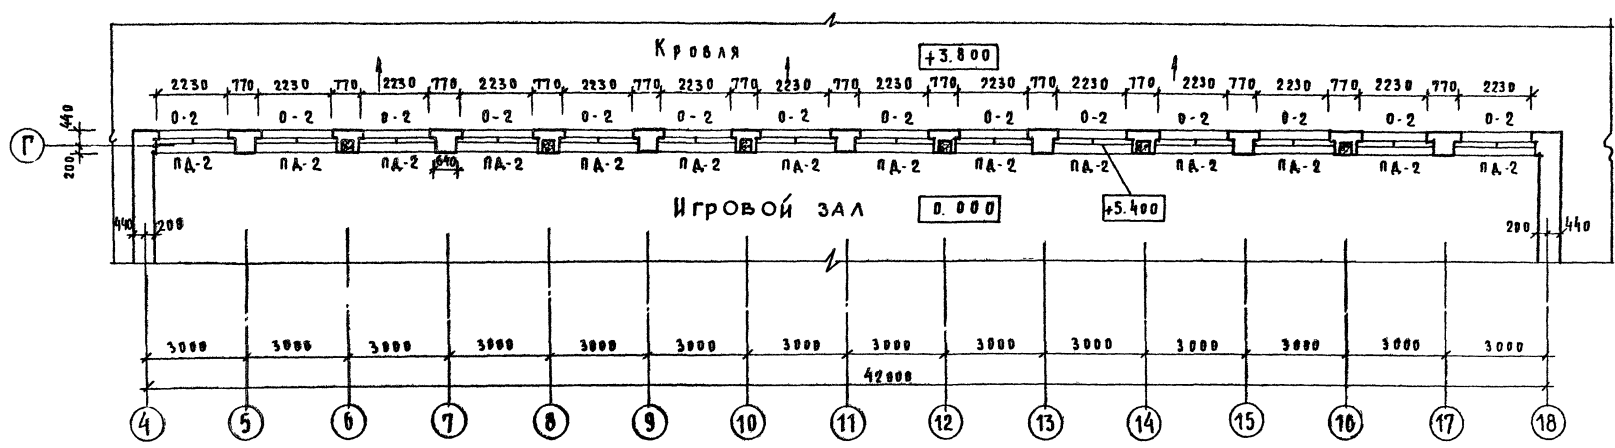 Кровля +3.800
2230 770 2230 770 2230 770 2230 770 2230 770 2230 770 2230 770 2230 770 2230 770 2230 770 2230 770 2230 770 2230 770 2230
0-2 0-2 0-2 0-2 0-2 0-2 0-2 0-2 0-2 0-2 0-2 0-2 0-2 0-2
440
Г
200
ПД-2 ПД-2 ПД-2 640 ПД-2 ПД-2 ПД-2 ПД-2 ПД-2 ПД-2 ПД-2 ПД-2 ПД-2 ПД-2 ПД-2
Игровой зал 0.000 +5.400
440 200 200 440
3000 3000 3000 3000 3000 3000 3000 3000 3000 3000 3000 3000 3000 3000
42000
4 5 6 7 8 9 10 11 12 13 14 15 16 17 18